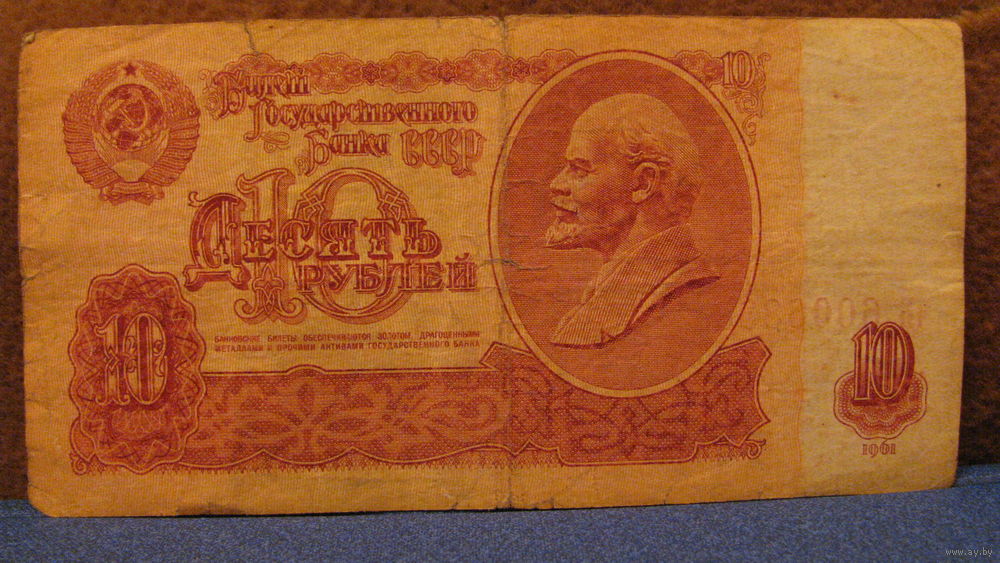 Билет
Государственного
Банка СССР
10
10
Десять
рублей
БАНКОВСКИЕ БИЛЕТЫ ОБЕСПЕЧИВАЮТСЯ ЗОЛОТОМ, ДРАГОЦЕННЫМИ
МЕТАЛЛАМИ И ПРОЧИМИ АКТИВАМИ ГОСУДАРСТВЕННОГО БАНКА
10
10
1961
www.ay.by